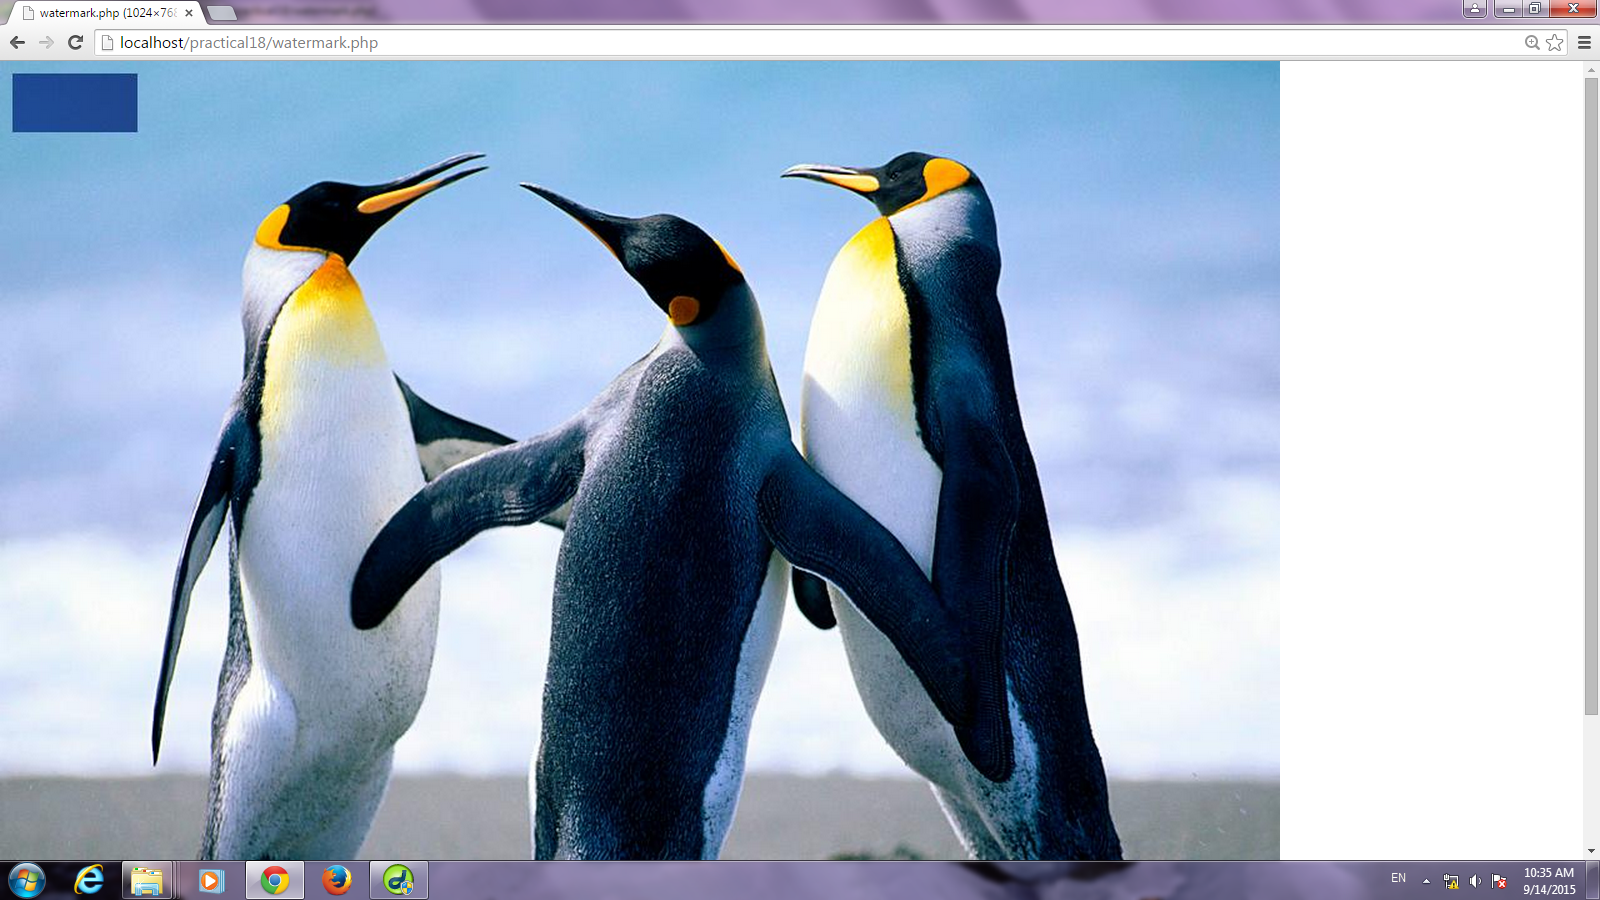 watermark.php (1024×76
localhost/practical18/watermark.php
EN
10:35 AM
9/14/2015